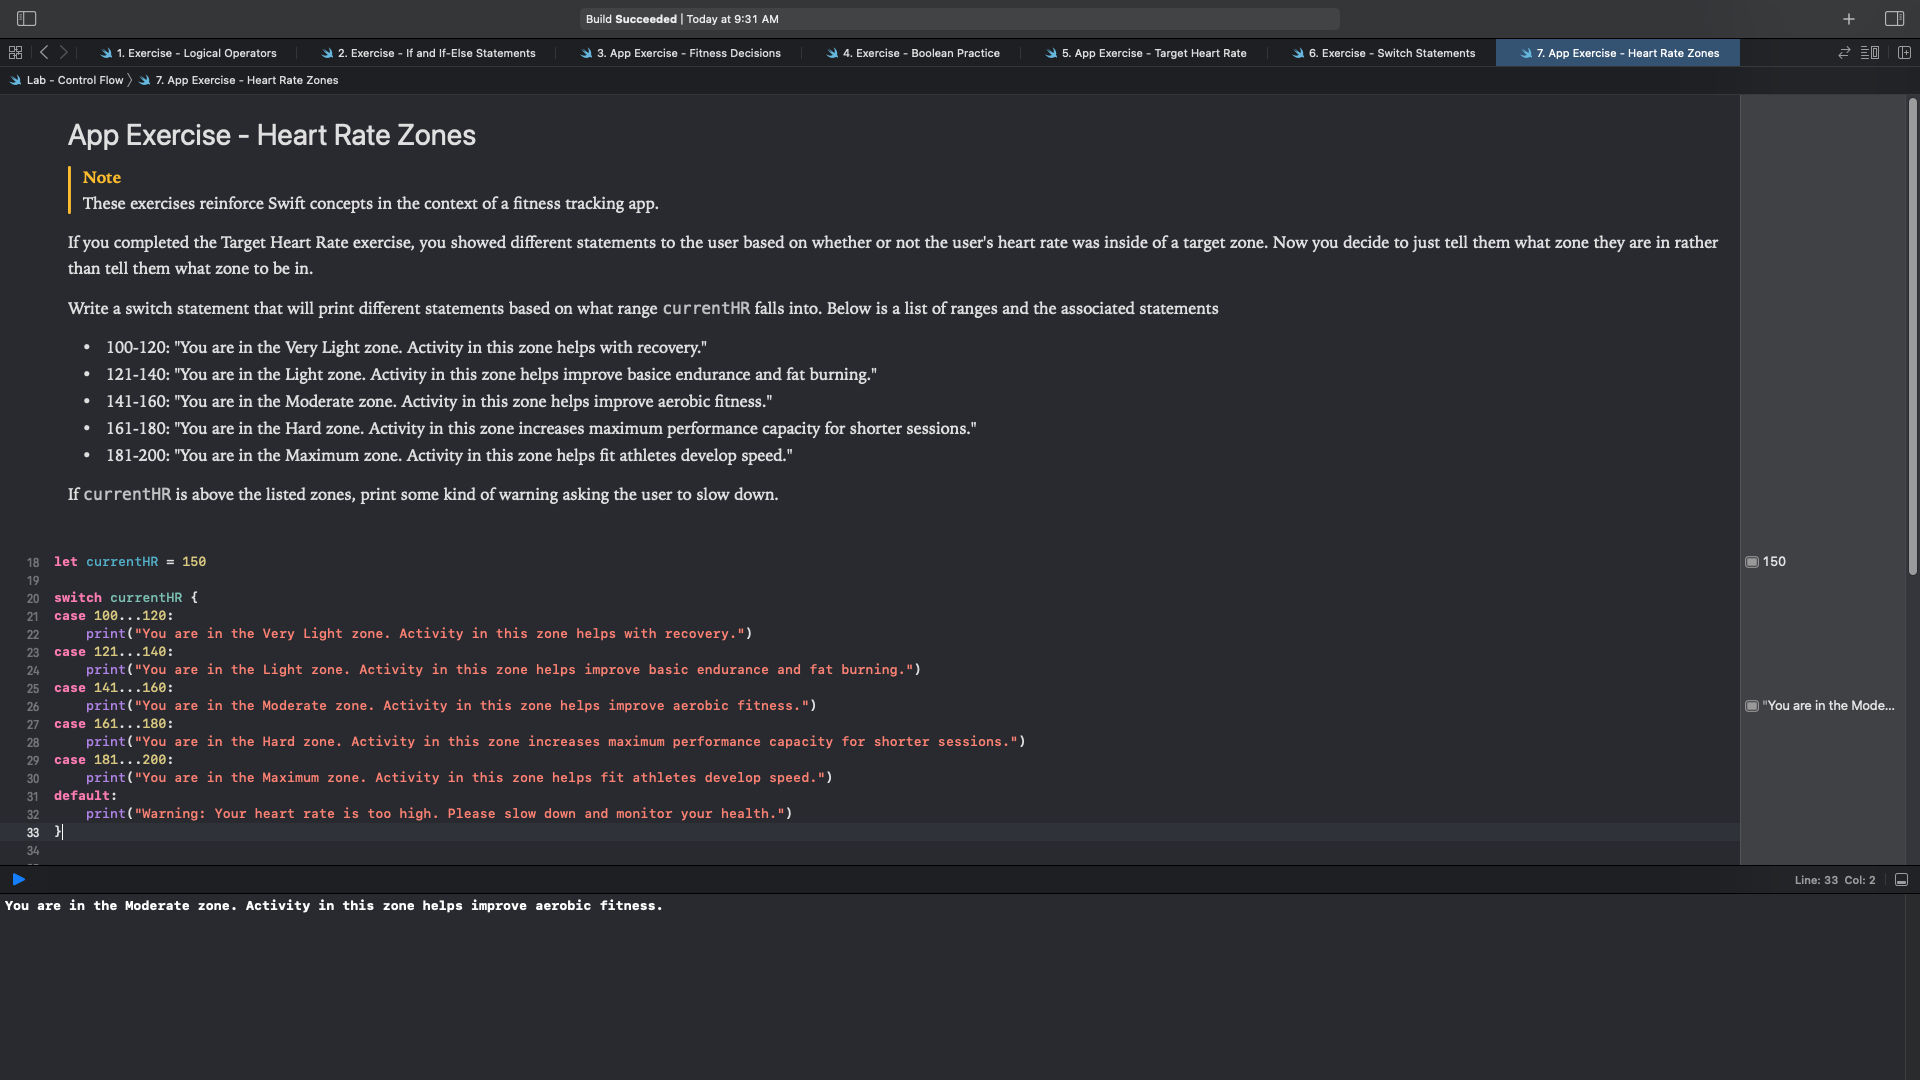 Build Succeeded | Today at 9:31 AM
1. Exercise - Logical Operators
2. Exercise - If and If-Else Statements
3. App Exercise - Fitness Decisions
4. Exercise - Boolean Practice
5. App Exercise - Target Heart Rate
6. Exercise - Switch Statements
7. App Exercise - Heart Rate Zones
Lab - Control Flow 〉 7. App Exercise - Heart Rate Zones
App Exercise - Heart Rate Zones
Note
These exercises reinforce Swift concepts in the context of a fitness tracking app.
If you completed the Target Heart Rate exercise, you showed different statements to the user based on whether or not the user's heart rate was inside of a target zone. Now you decide to just tell them what zone they are in rather
than tell them what zone to be in.
Write a switch statement that will print different statements based on what range currentHR falls into. Below is a list of ranges and the associated statements
• 100-120: "You are in the Very Light zone. Activity in this zone helps with recovery."
• 121-140: "You are in the Light zone. Activity in this zone helps improve basice endurance and fat burning."
• 141-160: "You are in the Moderate zone. Activity in this zone helps improve aerobic fitness."
• 161-180: "You are in the Hard zone. Activity in this zone increases maximum performance capacity for shorter sessions."
• 181-200: "You are in the Maximum zone. Activity in this zone helps fit athletes develop speed."
If currentHR is above the listed zones, print some kind of warning asking the user to slow down.
18 let currentHR = 150
150
19
20 switch currentHR {
21 case 100...120:
22     print("You are in the Very Light zone. Activity in this zone helps with recovery.")
23 case 121...140:
24     print("You are in the Light zone. Activity in this zone helps improve basic endurance and fat burning.")
25 case 141...160:
26     print("You are in the Moderate zone. Activity in this zone helps improve aerobic fitness.")
"You are in the Mode...
27 case 161...180:
28     print("You are in the Hard zone. Activity in this zone increases maximum performance capacity for shorter sessions.")
29 case 181...200:
30     print("You are in the Maximum zone. Activity in this zone helps fit athletes develop speed.")
31 default:
32     print("Warning: Your heart rate is too high. Please slow down and monitor your health.")
33 }
34
Line: 33 Col: 2
You are in the Moderate zone. Activity in this zone helps improve aerobic fitness.